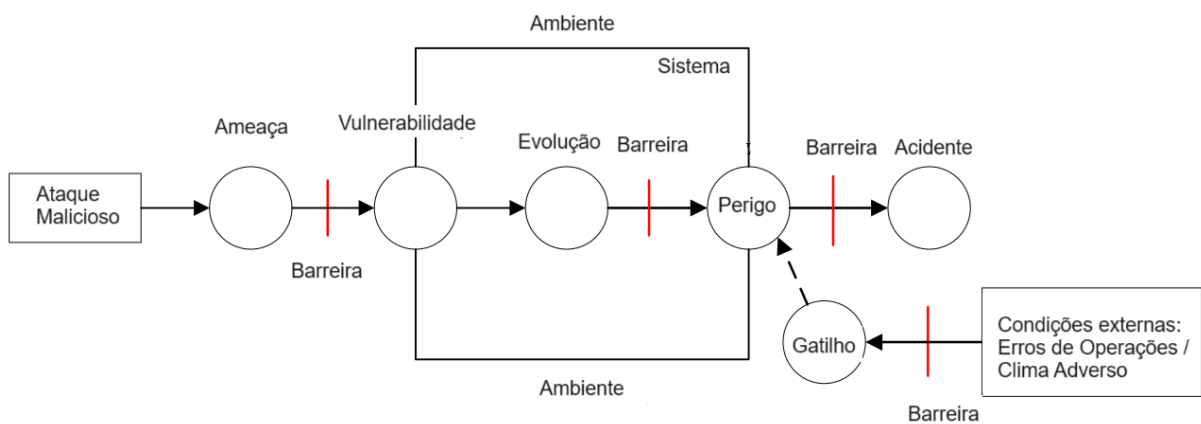 Ambiente
Sistema
Ameaça
Vulnerabilidade
Evolução
Barreira
Barreira
Acidente
Ataque
Malicioso
Perigo
Barreira
Gatilho
Condições externas:
Erros de Operações /
Clima Adverso
Ambiente
Barreira